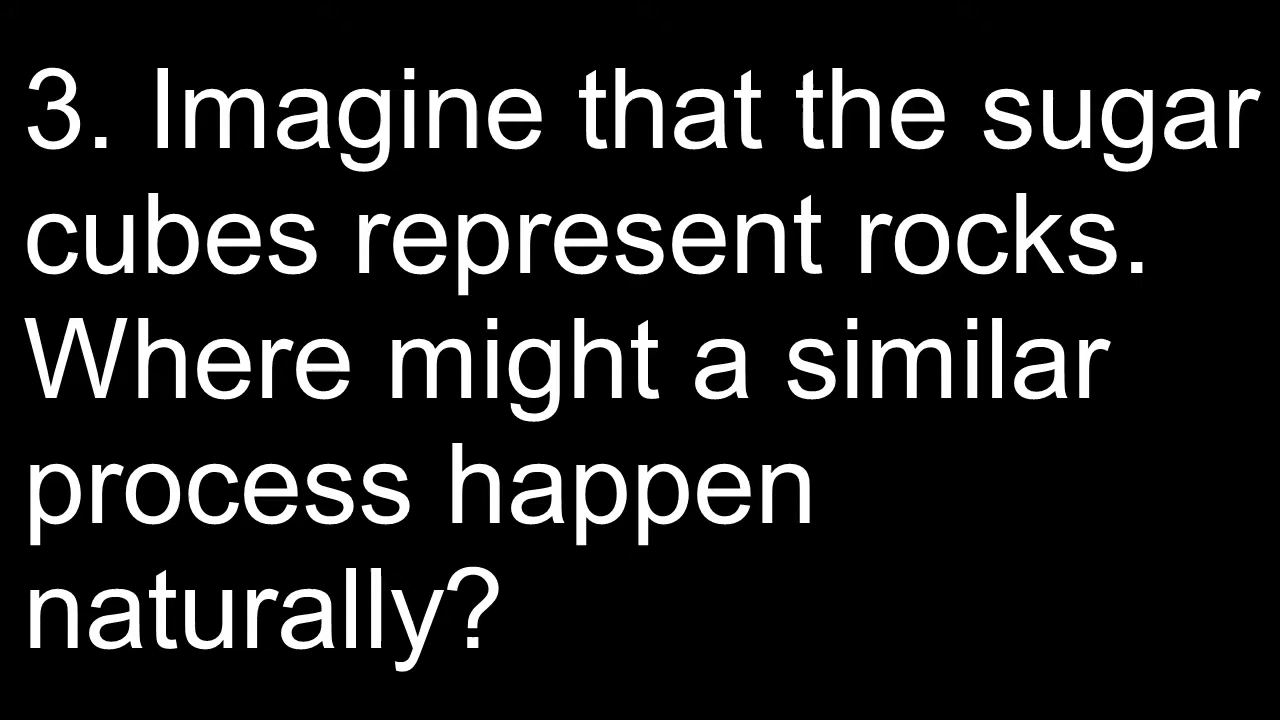 3. Imagine that the sugar
cubes represent rocks.
Where might a similar
process happen
naturally?